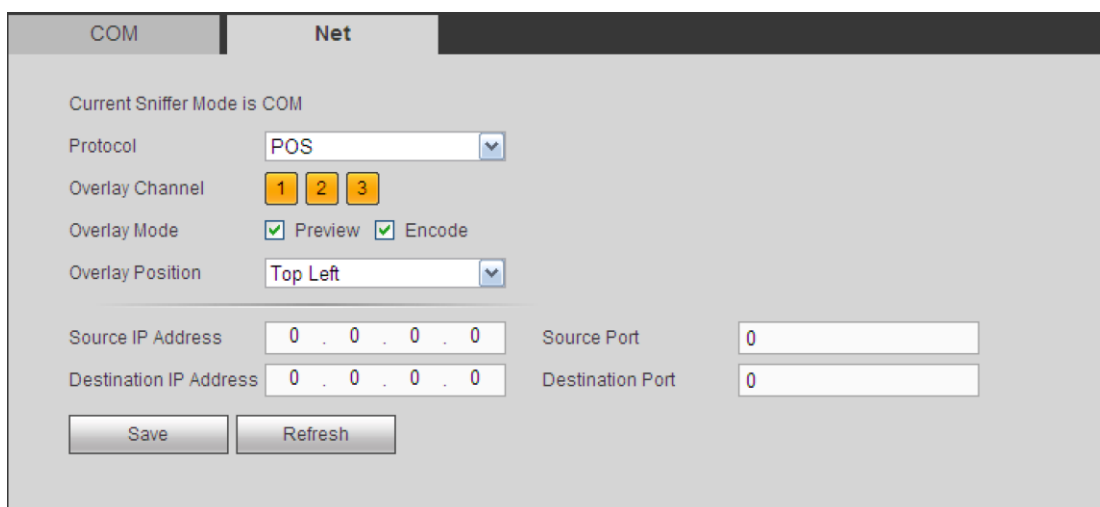 COM Net
Current Sniffer Mode is COM
Protocol POS
Overlay Channel 1 2 3
Overlay Mode Preview Encode
Overlay Position Top Left
Source IP Address 0 . 0 . 0 . 0 Source Port 0
Destination IP Address 0 . 0 . 0 . 0 Destination Port 0
Save Refresh